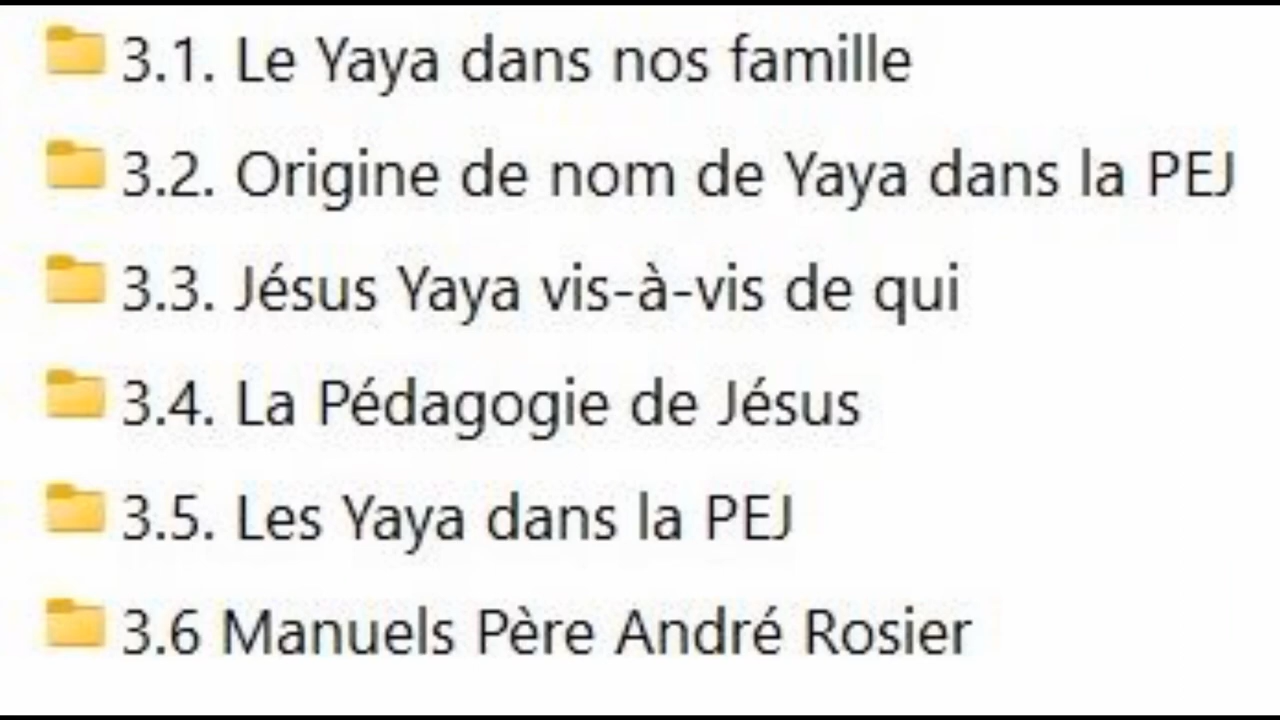 3.1. Le Yaya dans nos famille
3.2. Origine de nom de Yaya dans la PEJ
3.3. Jésus Yaya vis-à-vis de qui
3.4. La Pédagogie de Jésus
3.5. Les Yaya dans la PEJ
3.6 Manuels Père André Rosier